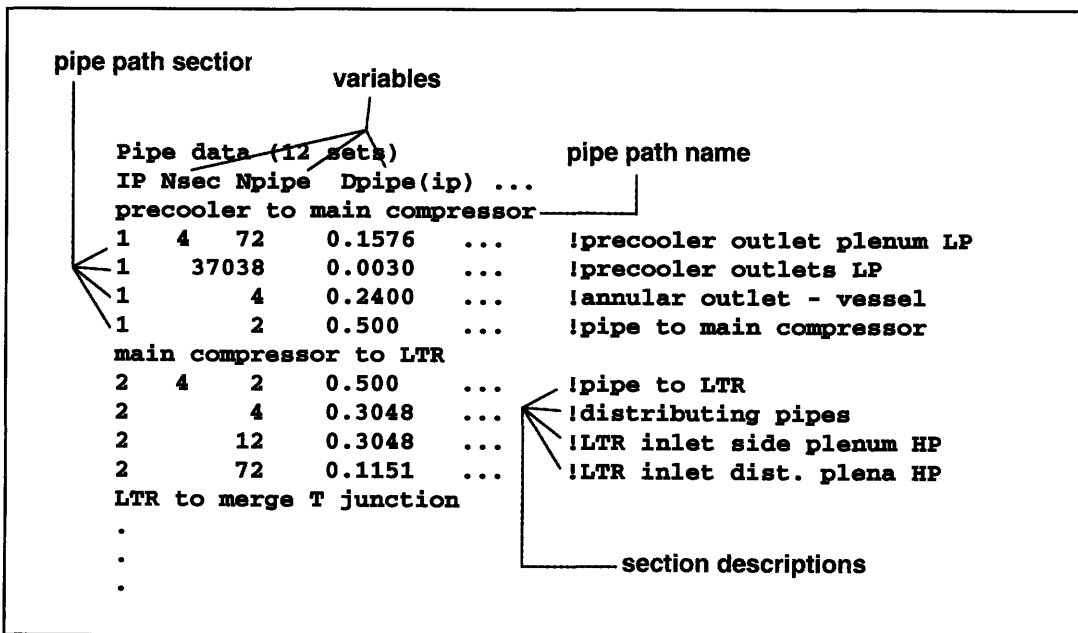 pipe path section
variables
Pipe data (12 sets)
pipe path name
IP Nsec Npipe Dpipe(ip) ...
precooler to main compressor
1 4 72 0.1576 ... !precooler outlet plenum LP
1 37038 0.0030 ... !precooler outlets LP
1 4 0.2400 ... !annular outlet - vessel
1 2 0.500 ... !pipe to main compressor
main compressor to LTR
2 4 2 0.500 ... !pipe to LTR
2 4 0.3048 ... !distributing pipes
2 12 0.3048 ... !LTR inlet side plenum HP
2 72 0.1151 ... !LTR inlet dist. plena HP
LTR to merge T junction
.
.
section descriptions
.